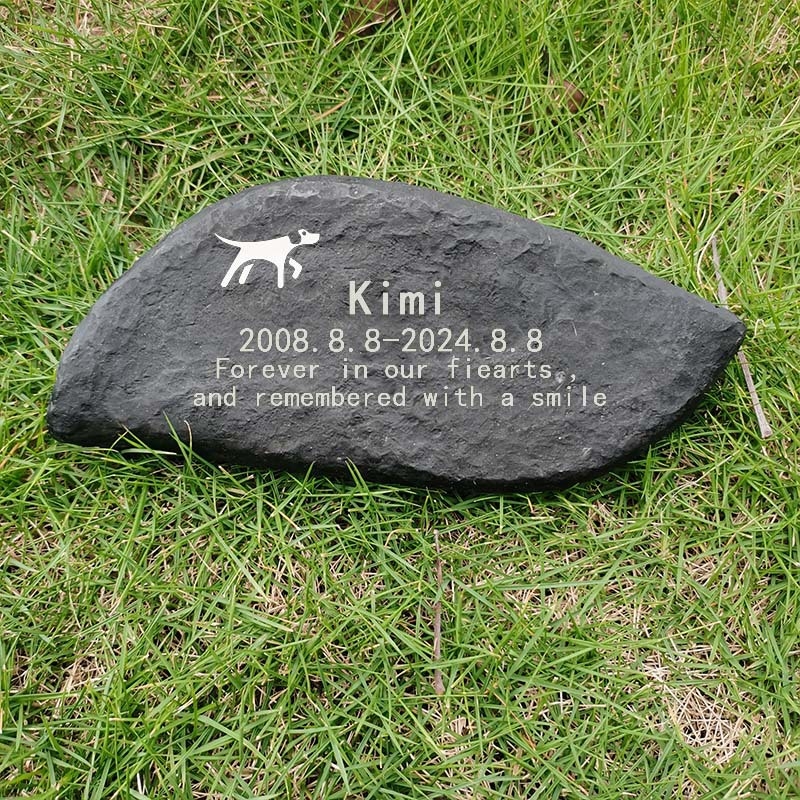 Kimi
2008.8.8-2024.8.8
Forever in our fiearts ,
and remembered with a smile